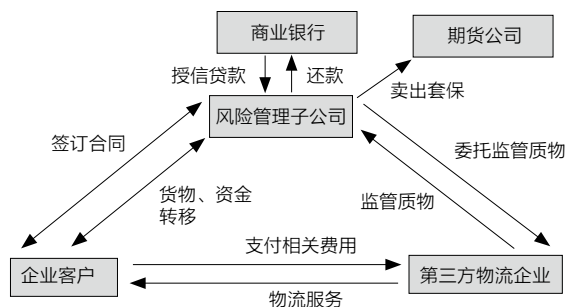 商业银行
期货公司
授信贷款
还款
卖出套保
风险管理子公司
签订合同
委托监管质物
货物、资金
转移
监管质物
支付相关费用
企业客户
第三方物流企业
物流服务